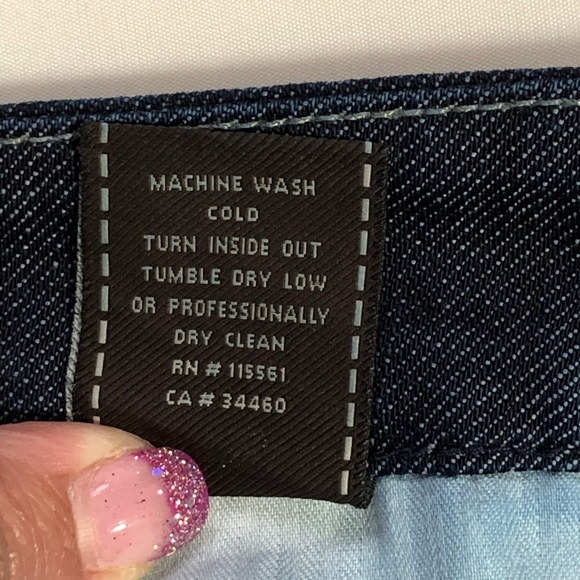 MACHINE WASH
COLD
TURN INSIDE OUT
TUMBLE DRY LOW
OR PROFESSIONALLY
DRY CLEAN
RN # 115561
CA # 34460